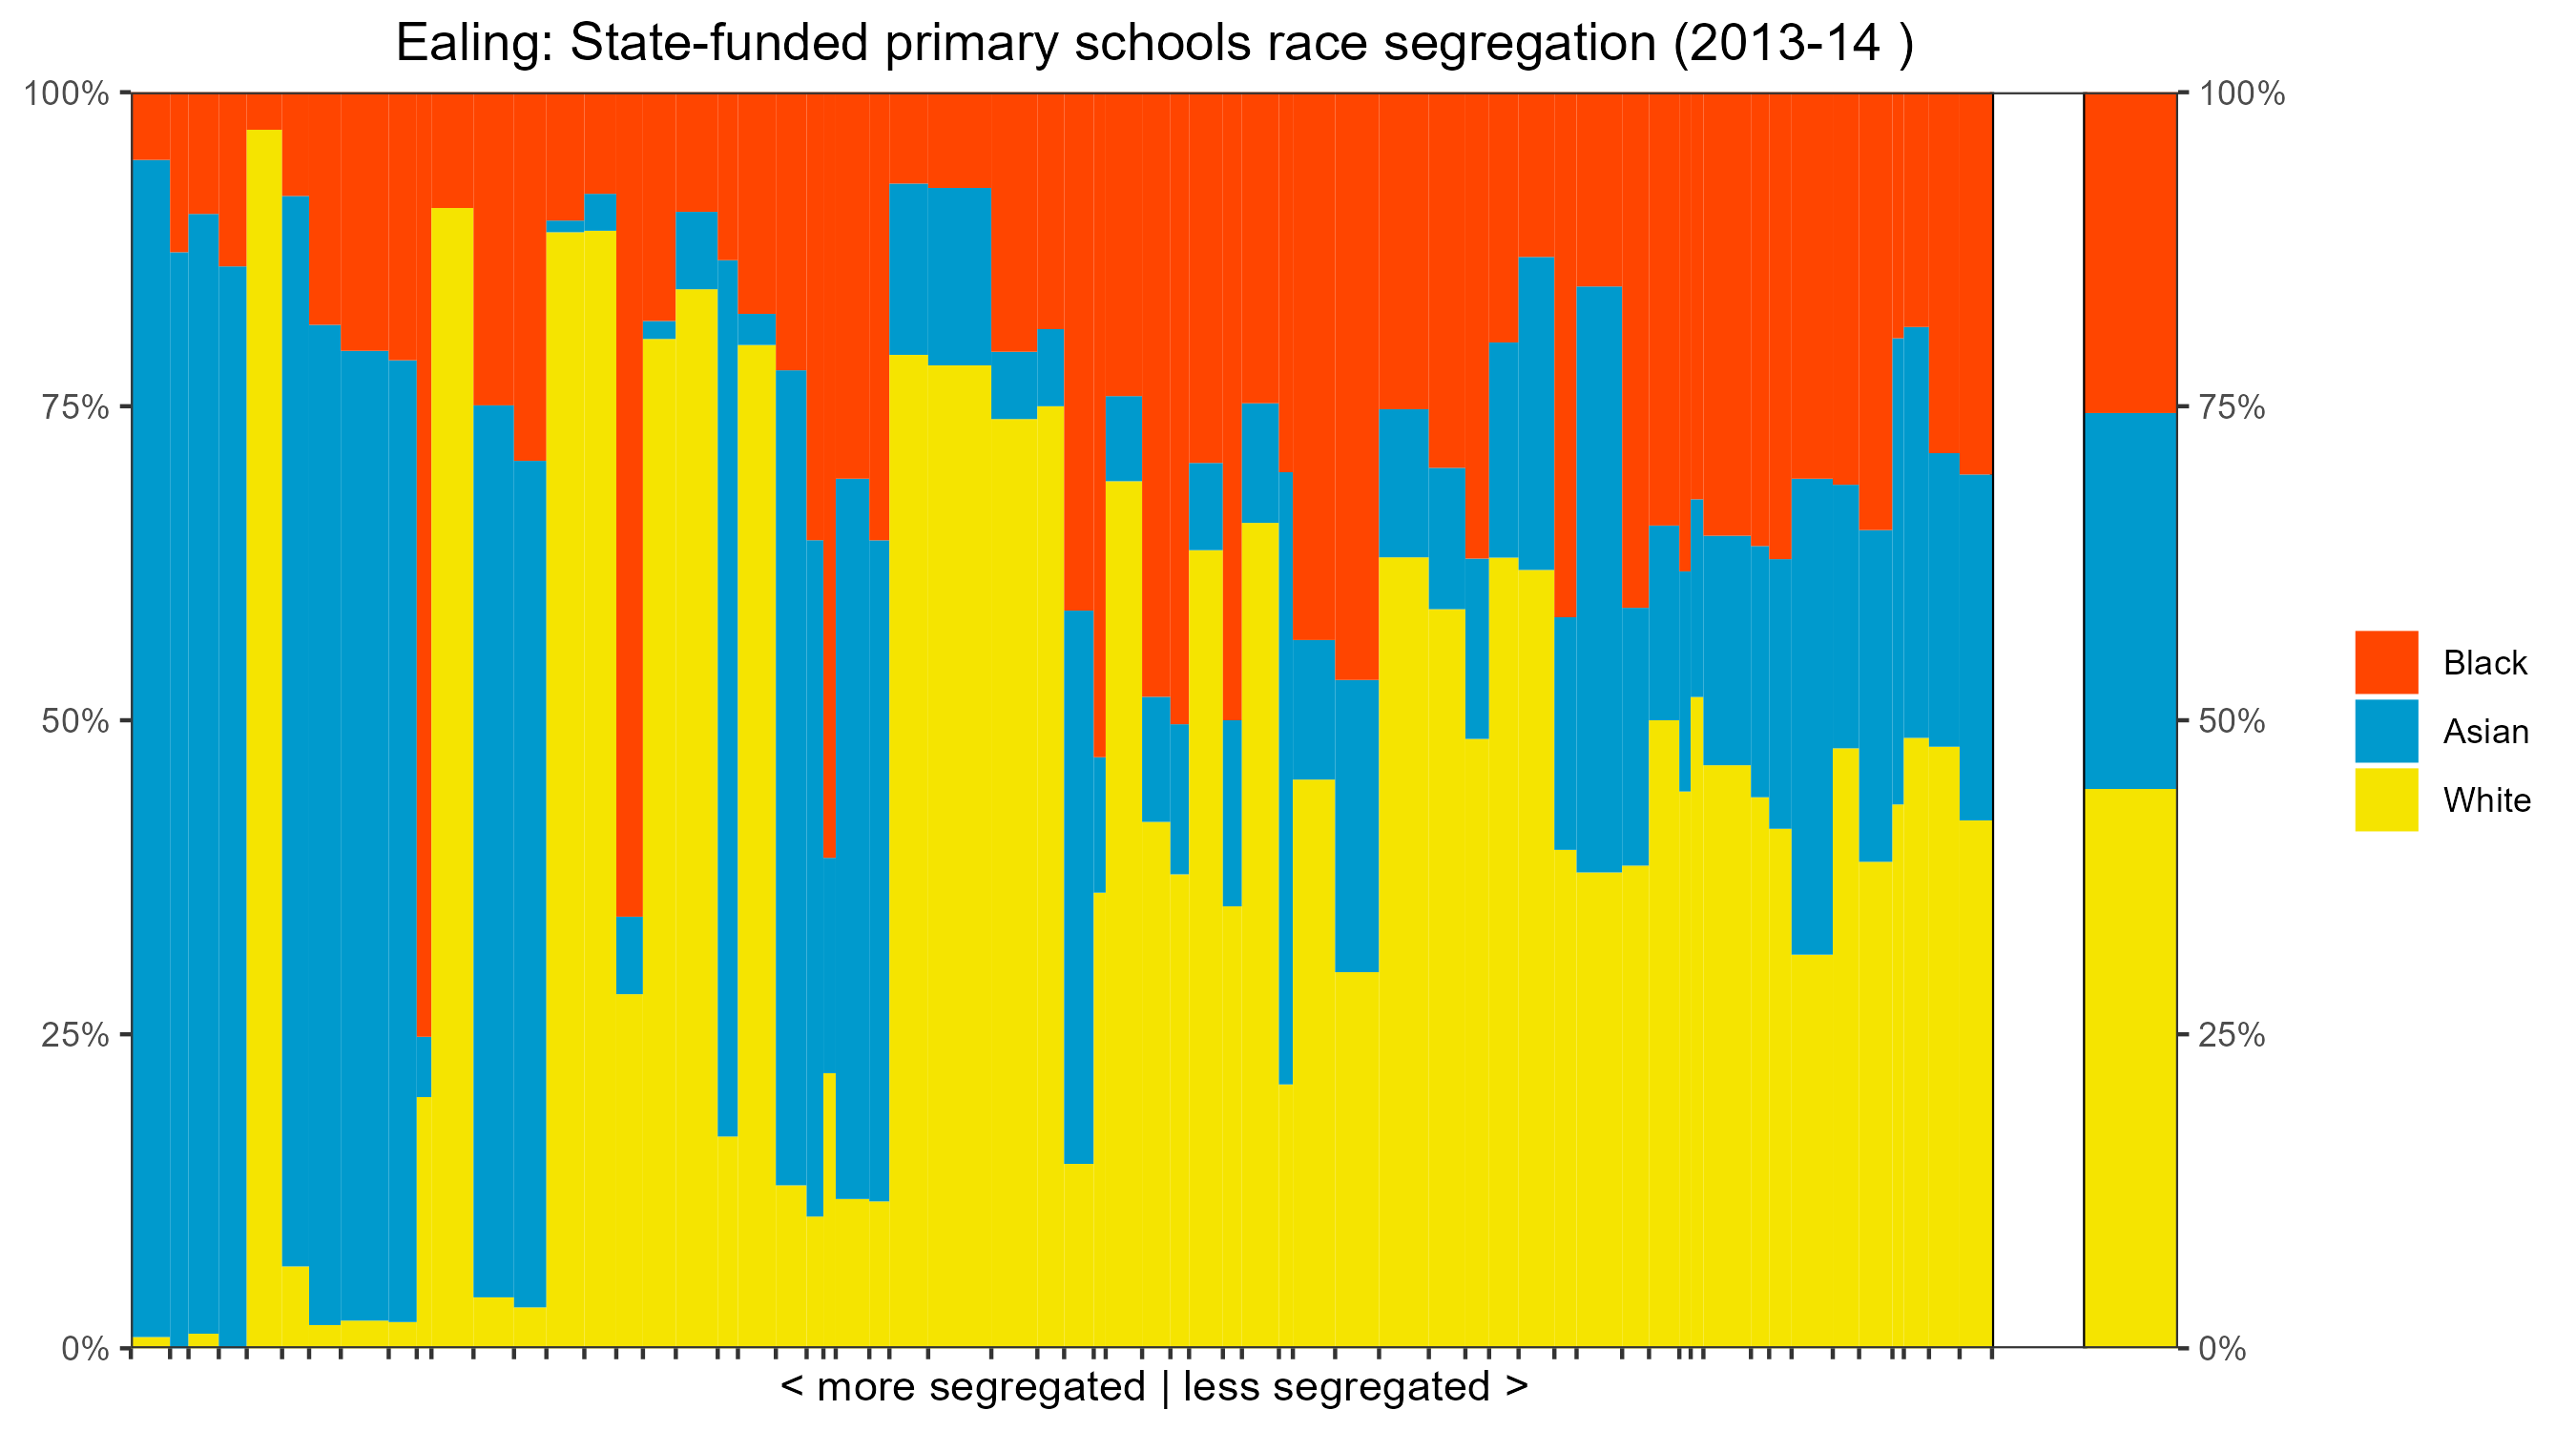 Ealing: State-funded primary schools race segregation (2013-14 )
100%
75%
50%
25%
0%
100%
75%
50%
25%
0%
Black
Asian
White
< more segregated | less segregated >